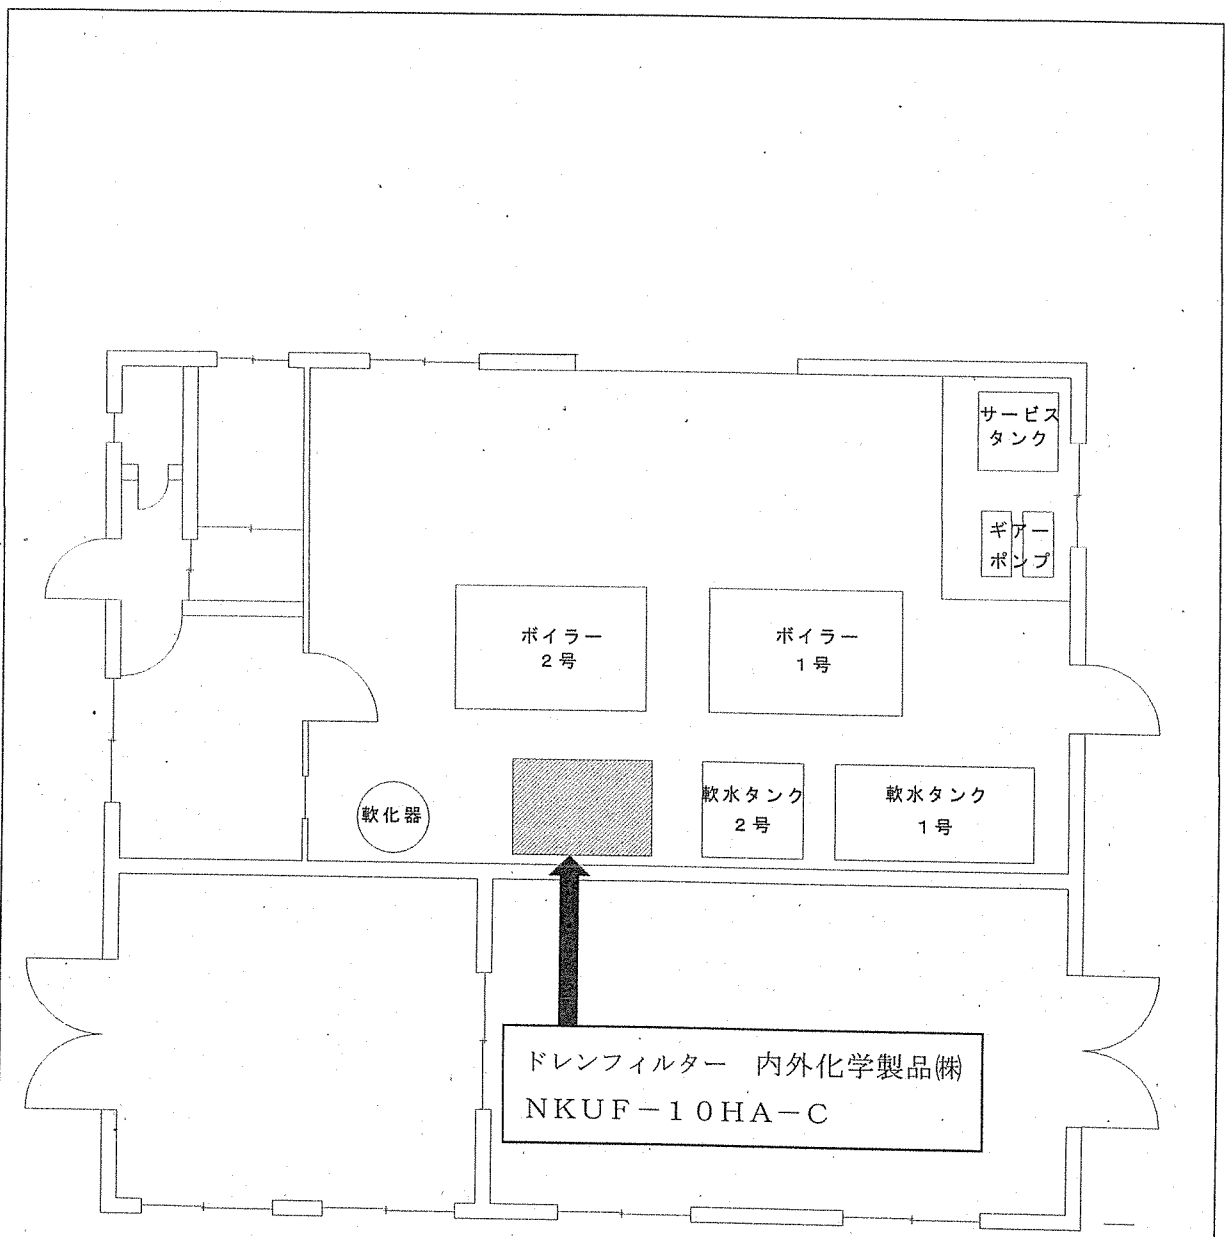 サービス
タンク
ギアー
ポンプ
ボイラー
2号
ボイラー
1号
軟化器
軟水タンク
2号
軟水タンク
1号
ドレンフィルター 内外化学製品㈱
NKUF-10HA-C